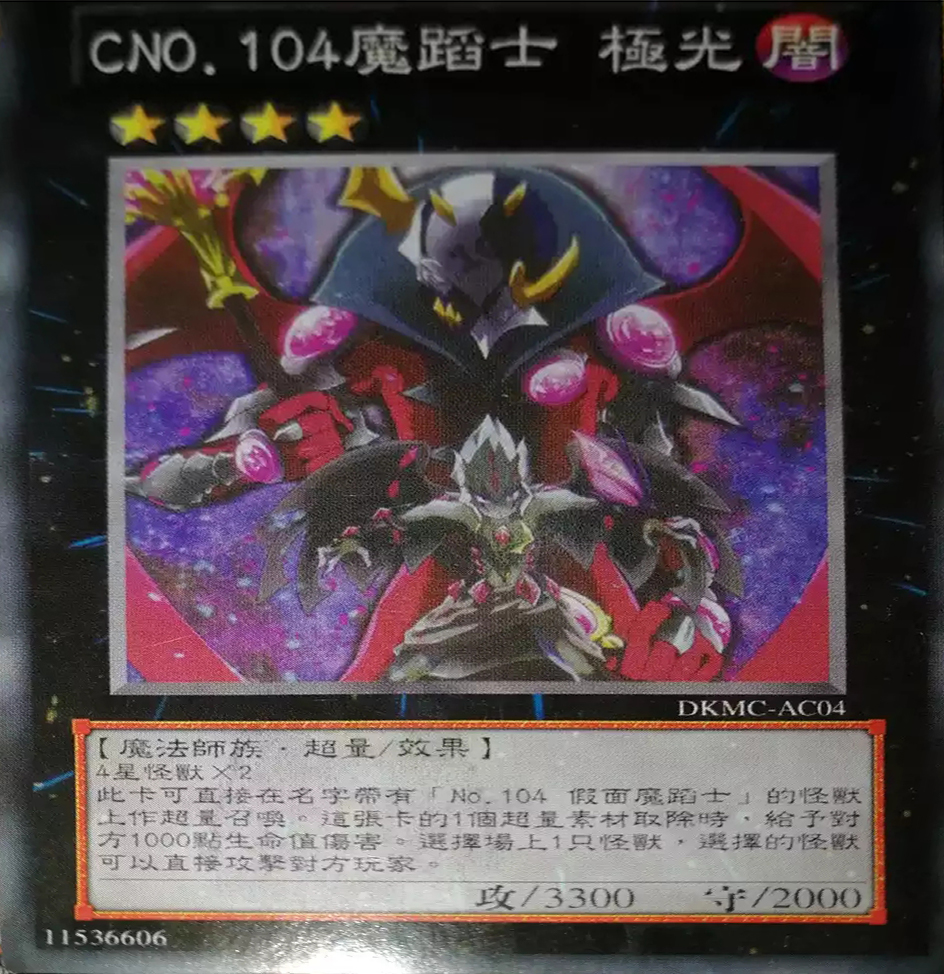 CNO. 104魔蹈士 極光 闇
DKMC-AC04
【魔法師族·超量/效果】
4星怪獸×2
此卡可直接在名字帶有「No. 104 假面魔蹈士」的怪獸
上作超量召喚。這張卡的1個超量素材取除時，給予對
方1000點生命值傷害。選擇場上1只怪獸，選擇的怪獸
可以直接攻擊對方玩家。
攻/3300 守/2000
11536606